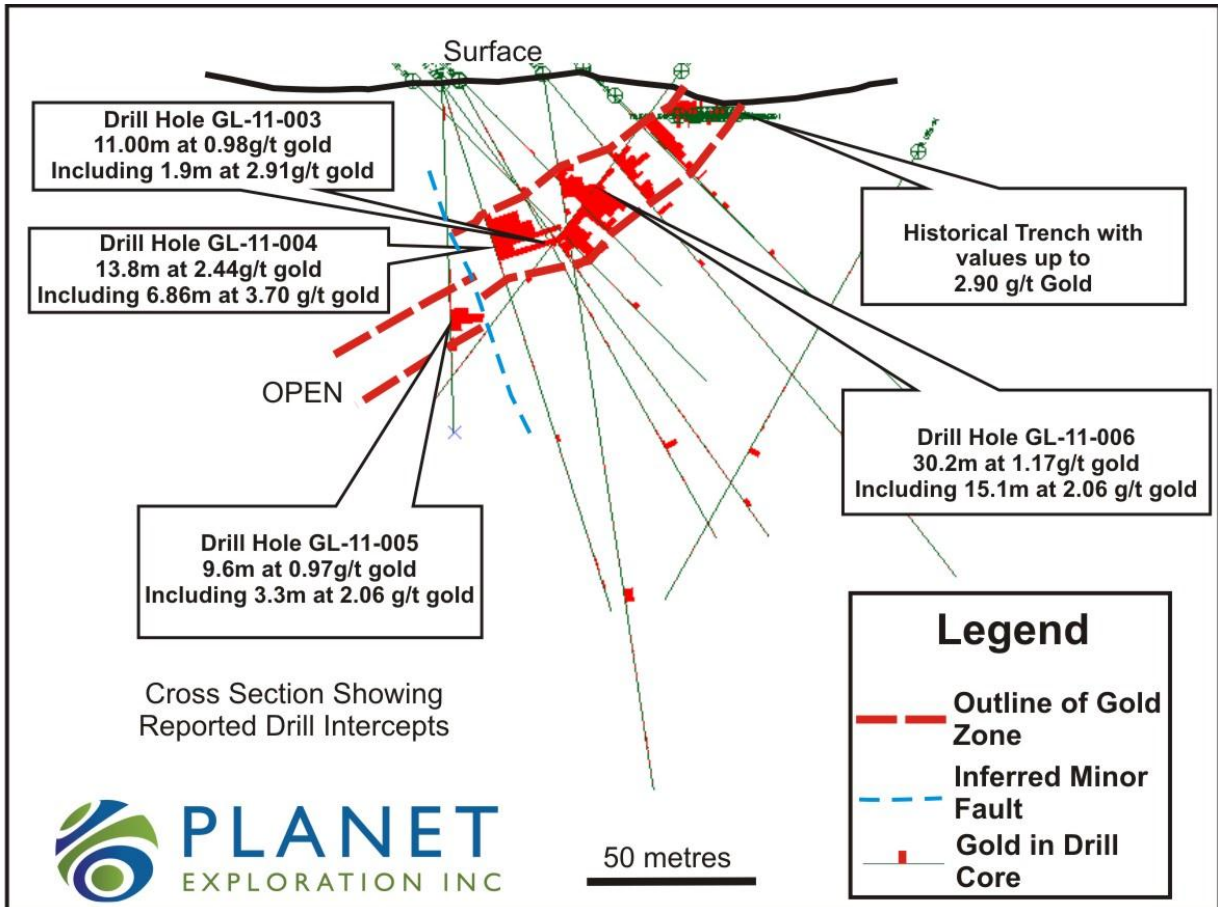 Surface
Drill Hole GL-11-003
11.00m at 0.98g/t gold
Including 1.9m at 2.91g/t gold
Drill Hole GL-11-004
13.8m at 2.44g/t gold
Including 6.86m at 3.70 g/t gold
Historical Trench with
values up to
2.90 g/t Gold
OPEN
Drill Hole GL-11-006
30.2m at 1.17g/t gold
Including 15.1m at 2.06 g/t gold
Drill Hole GL-11-005
9.6m at 0.97g/t gold
Including 3.3m at 2.06 g/t gold
Cross Section Showing
Reported Drill Intercepts
Legend
Outline of Gold
Zone
Inferred Minor
Fault
Gold in Drill
Core
50 metres
PLANET
EXPLORATION INC